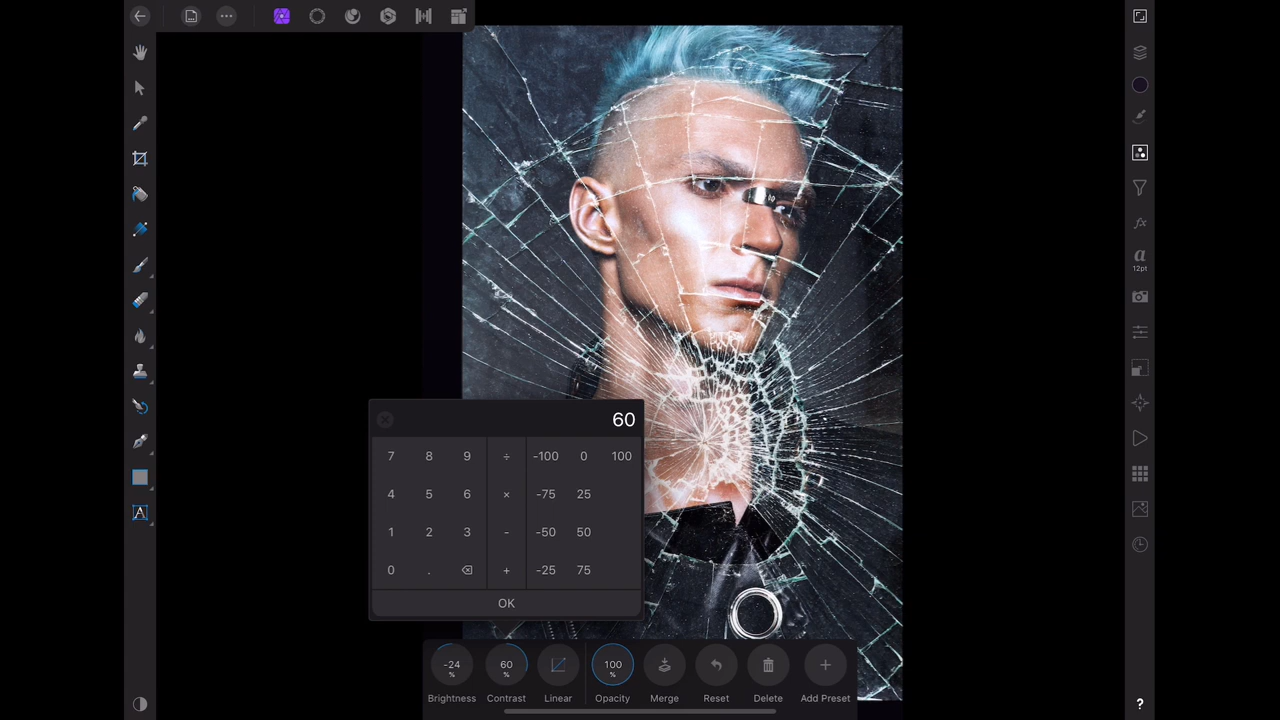 12pt
60
7 8 9 ÷ -100 0 100
4 5 6 × -75 25
1 2 3 - -50 50
0 . + -25 75
OK
-24 % 60 % 100 %
Brightness Contrast Linear Opacity Merge Reset Delete Add Preset
?